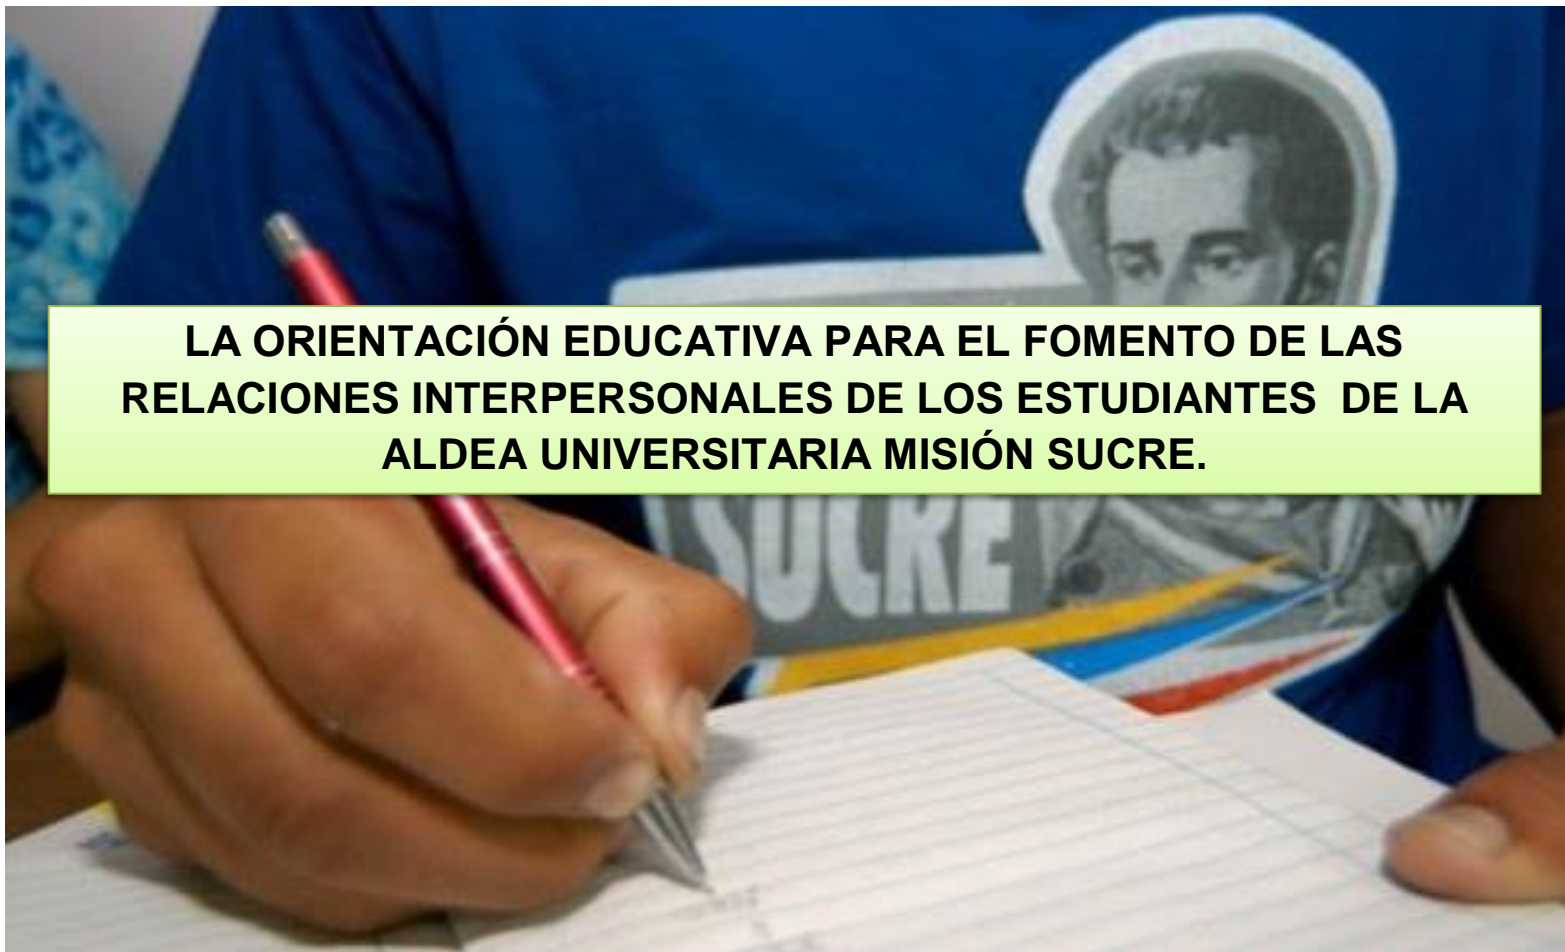 LA ORIENTACIÓN EDUCATIVA PARA EL FOMENTO DE LAS
RELACIONES INTERPERSONALES DE LOS ESTUDIANTES  DE LA
ALDEA UNIVERSITARIA MISIÓN SUCRE.
SUCRE